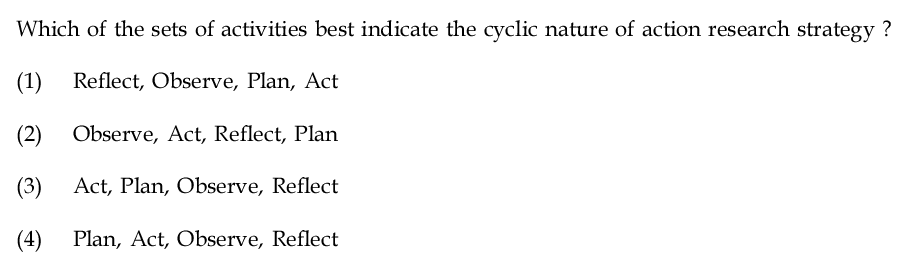 Which of the sets of activities best indicate the cyclic nature of action research strategy ?
(1) Reflect, Observe, Plan, Act
(2) Observe, Act, Reflect, Plan
(3) Act, Plan, Observe, Reflect
(4) Plan, Act, Observe, Reflect